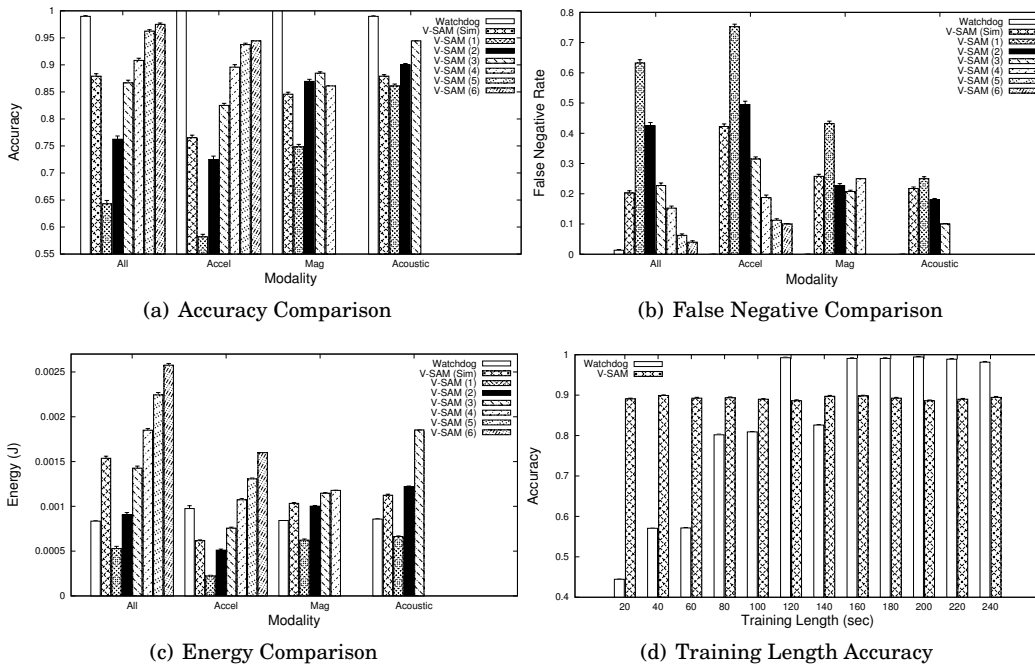 1
0.95
0.9
0.85
0.8
0.75
0.7
0.65
0.6
0.55
Accuracy
All
Accel
Mag
Acoustic
Modality
Watchdog
V-SAM (Sim)
V-SAM (1)
V-SAM (2)
V-SAM (3)
V-SAM (4)
V-SAM (5)
V-SAM (6)
(a) Accuracy Comparison
0.8
0.7
0.6
0.5
0.4
0.3
0.2
0.1
0
False Negative Rate
All
Accel
Mag
Acoustic
Modality
Watchdog
V-SAM (Sim)
V-SAM (1)
V-SAM (2)
V-SAM (3)
V-SAM (4)
V-SAM (5)
V-SAM (6)
(b) False Negative Comparison
0.0025
0.002
0.0015
0.001
0.0005
0
Energy (J)
All
Accel
Mag
Acoustic
Modality
Watchdog
V-SAM (Sim)
V-SAM (1)
V-SAM (2)
V-SAM (3)
V-SAM (4)
V-SAM (5)
V-SAM (6)
(c) Energy Comparison
1
0.9
0.8
0.7
0.6
0.5
0.4
Accuracy
20 40 60 80 100 120 140 160 180 200 220 240
Training Length (sec)
Watchdog
V-SAM
(d) Training Length Accuracy